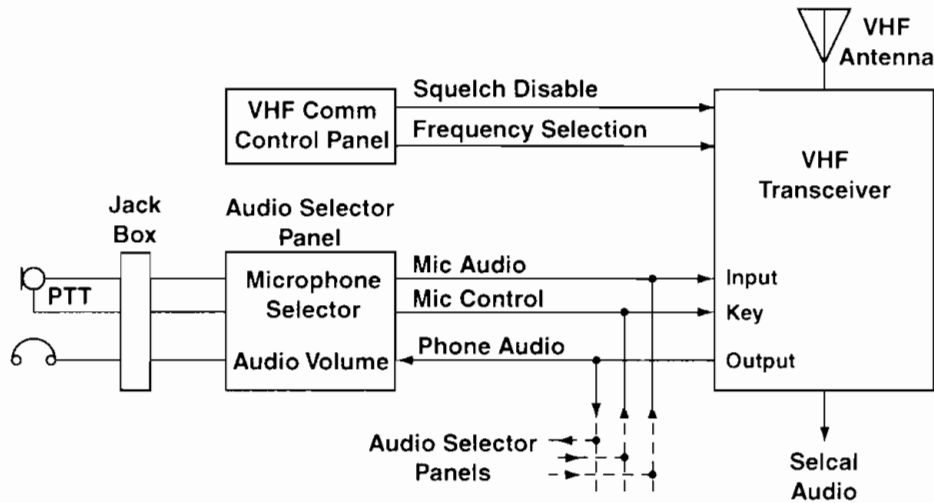 VHF
Antenna
Squelch Disable
VHF Comm
Control Panel
Frequency Selection
VHF
Transceiver
Jack
Box
Audio Selector
Panel
PTT
Microphone
Selector
Audio Volume
Mic Audio
Mic Control
Phone Audio
Input
Key
Output
Audio Selector
Panels
Selcal
Audio